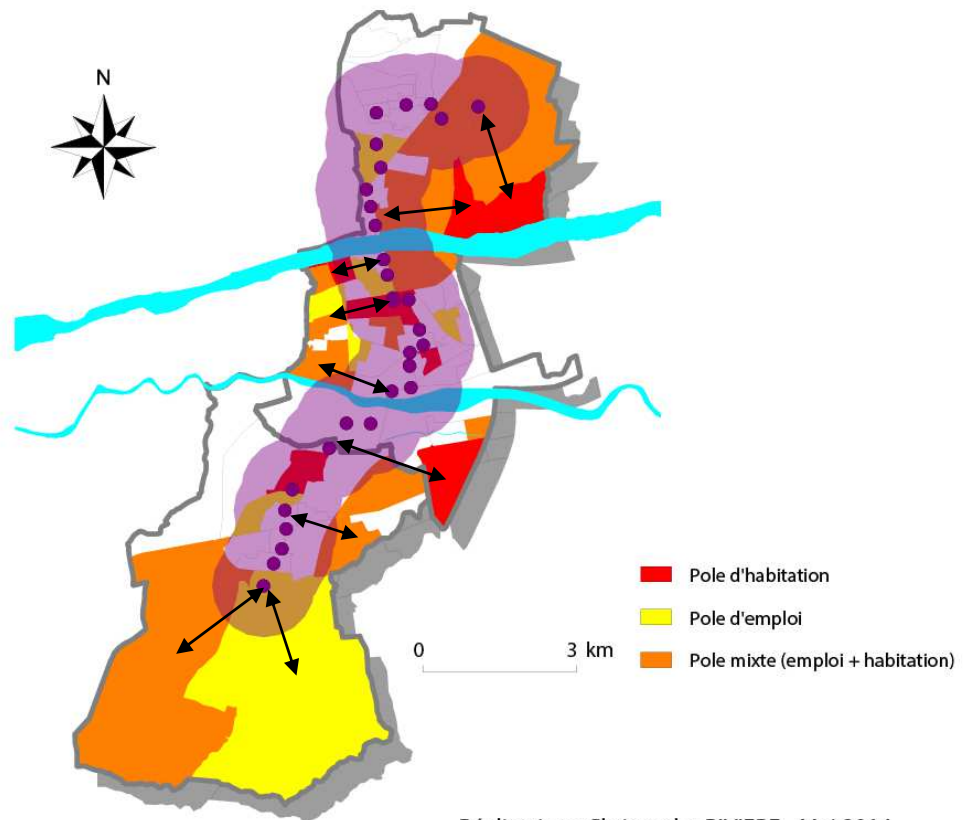 N
Pole d'habitation
Pole d'emploi
0 3 km
Pole mixte (emploi + habitation)